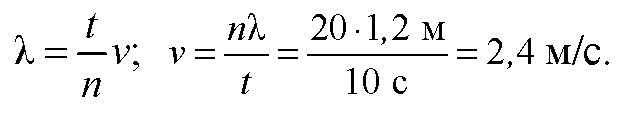 λ = t/n v; v = nλ/t = 20·1,2 м/10 с = 2,4 м/с.